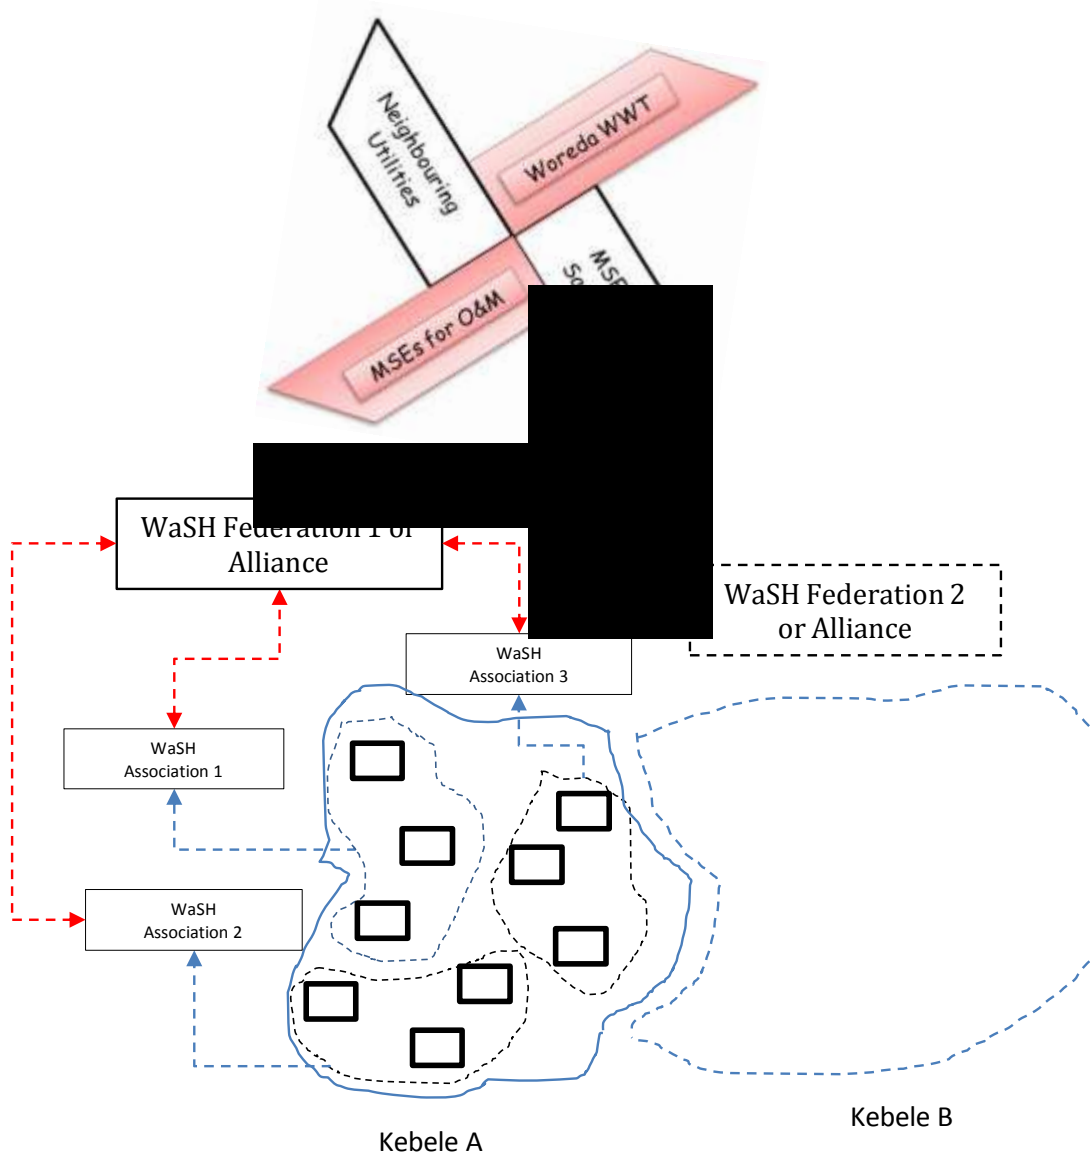 Neighbouring
Utilities
Woreda WWT
MSEs for O&M
WaSH Federation 1 or
Alliance
WaSH Federation 2
or Alliance
WaSH
Association 3
WaSH
Association 1
WaSH
Association 2
Kebele A
Kebele B